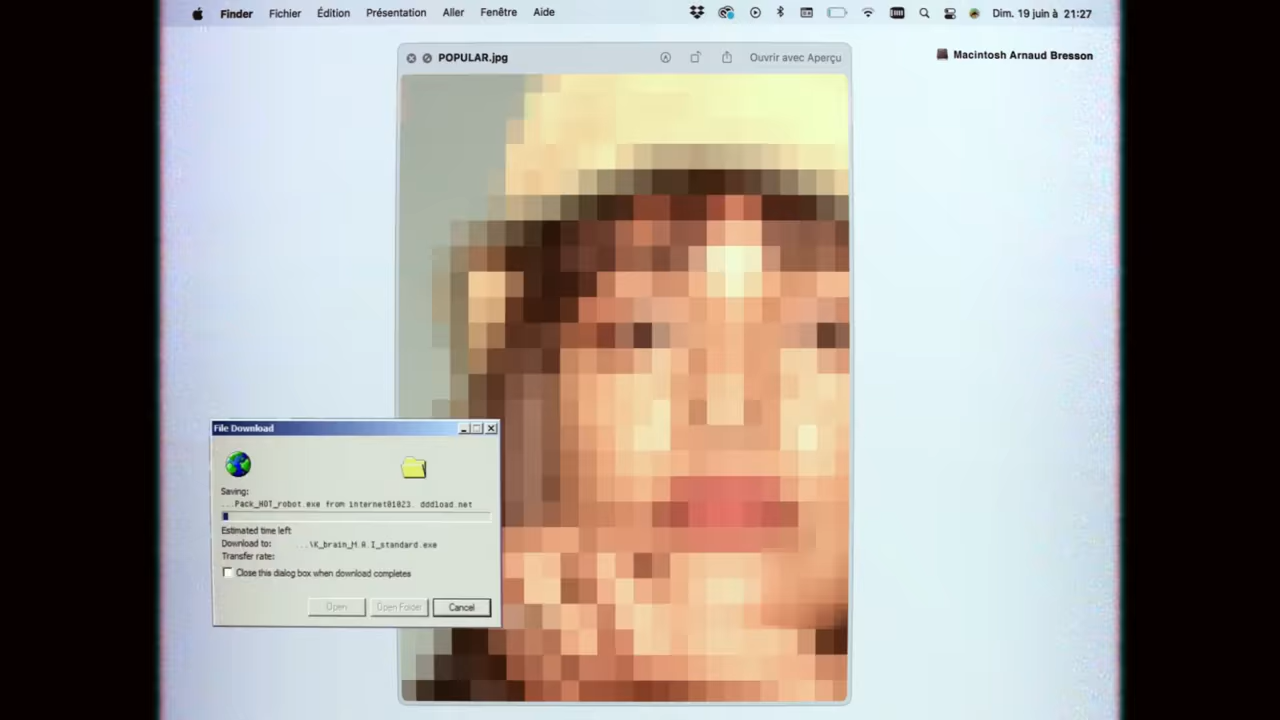 Finder Fichier Édition Présentation Aller Fenêtre Aide Dim. 19 juin à 21:27
POPULAR.jpg Ouvrir avec Aperçu
Macintosh Arnaud Bresson
File Download
Saving:
...Pack_HOT_robot.exe from internet01023. dddload.net
Estimated time left
Download to: ...\K_brain_M.A.I_standard.exe
Transfer rate:
Close this dialog box when download completes
Open Open Folder Cancel